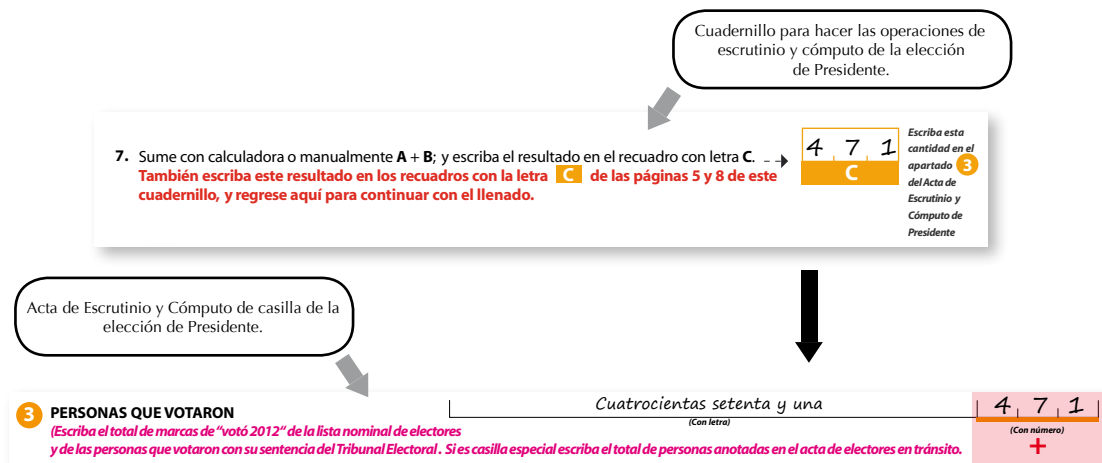 Cuadernillo para hacer las operaciones de
escrutinio y cómputo de la elección
de Presidente.
7. Sume con calculadora o manualmente A + B; y escriba el resultado en el recuadro con letra C.
También escriba este resultado en los recuadros con la letra C de las páginas 5 y 8 de este
cuadernillo, y regrese aquí para continuar con el llenado.
4 7 1
C
Escriba esta
cantidad en el
apartado 3
del Acta de
Escrutinio y
Cómputo de
Presidente
Acta de Escrutinio y Cómputo de casilla de la
elección de Presidente.
3 PERSONAS QUE VOTARON
Cuatrocientas setenta y una
4 7 1
(Con letra)
(Con número)
(Escriba el total de marcas de "votó 2012" de la lista nominal de electores
y de las personas que votaron con su sentencia del Tribunal Electoral. Si es casilla especial escriba el total de personas anotadas en el acta de electores en tránsito.
+